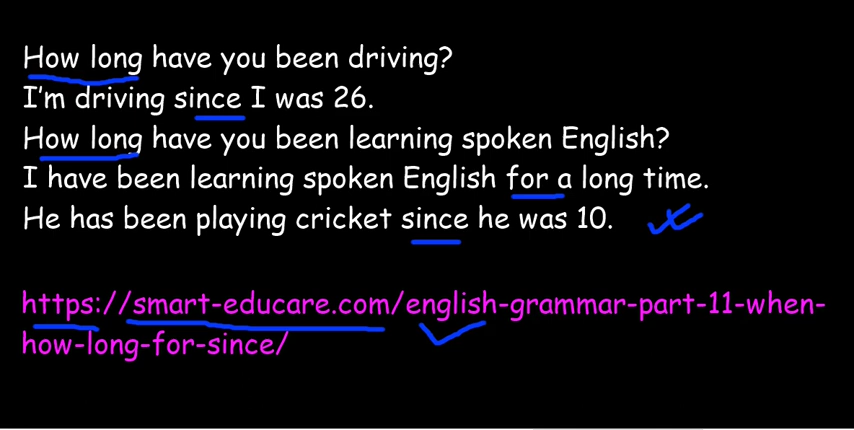 How long have you been driving?
I'm driving since I was 26.
How long have you been learning spoken English?
I have been learning spoken English for a long time.
He has been playing cricket since he was 10.
https://smart-educare.com/english-grammar-part-11-when-
how-long-for-since/